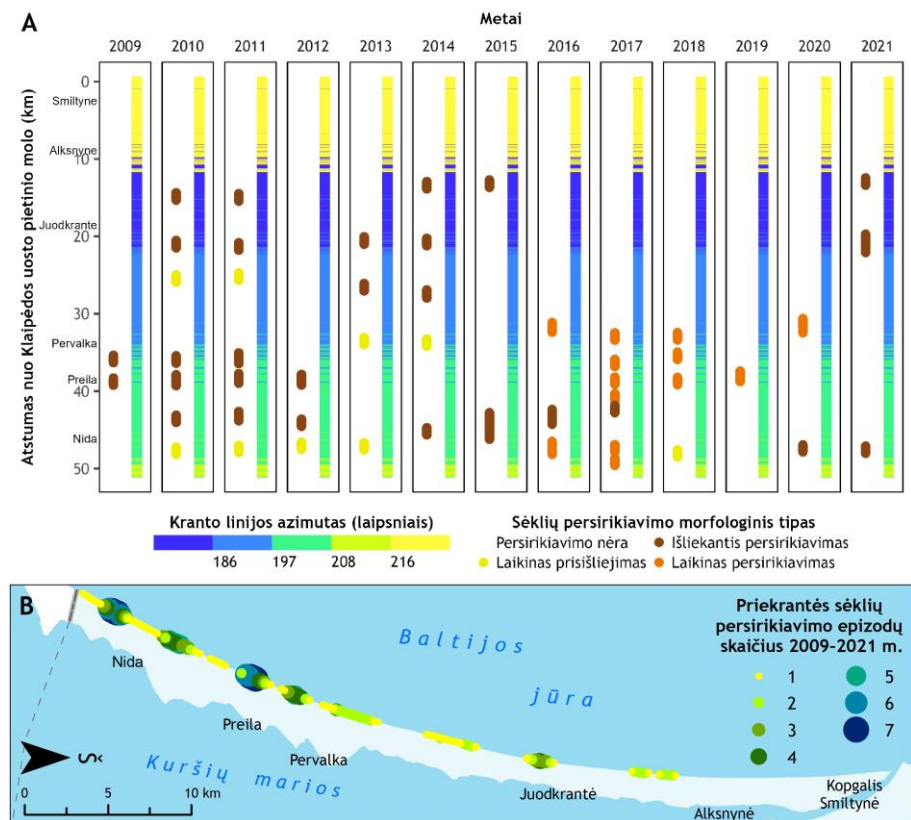 Metai
A
2009 2010 2011 2012 2013 2014 2015 2016 2017 2018 2019 2020 2021
Atstumas nuo Klaipėdos uosto pietinio molo (km)
0
Smiltyne
Alksnyne
10
Juodkrante
20
30
Pervalka
Preila
40
Nida
50
Kranto linijos azimutas (laipsniais)
186 197 208 216
Sėklių persirikiavimo morfologinis tipas
Persirikiavimo nėra Išliekantis persirikiavimas
Laikinas prisišliejimas Laikinas persirikiavimas
B
Priekrantės sėklių
persirikiavimo epizodų
skaičius 2009-2021 m.
1 5
2 6
3 7
4
Baltijos
jūra
Nida
Preila
Pervalka
Juodkrantė
Alksnynė
Kopgalis
Smiltynė
Kuršių marios
Š
0 5 10 km